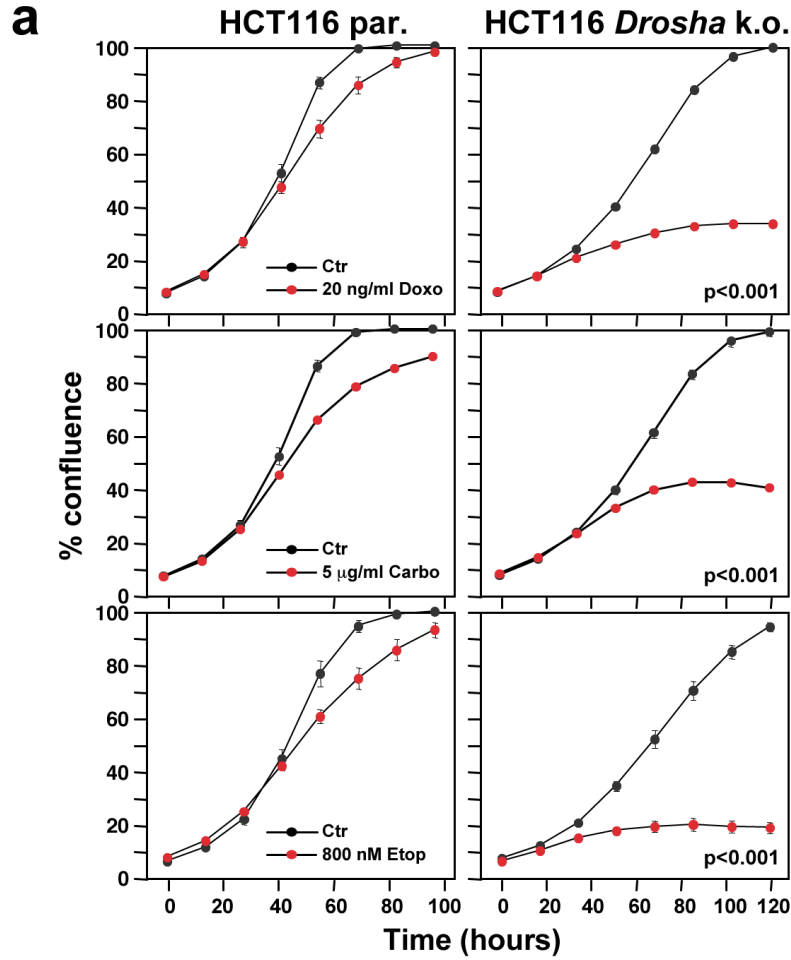 a
HCT116 par.
HCT116 Drosha k.o.
100
80
60
40
20
0
Ctr
20 ng/ml Doxo
p<0.001
100
80
60
40
20
0
Ctr
5 μg/ml Carbo
p<0.001
% confluence
100
80
60
40
20
0
Ctr
800 nM Etop
p<0.001
0 20 40 60 80 100
0 20 40 60 80 100 120
Time (hours)